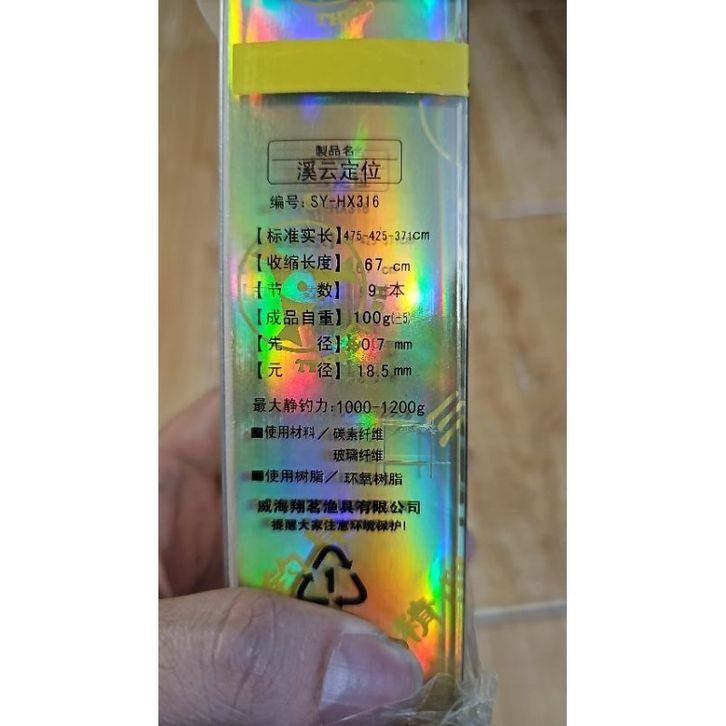 製品名
溪云定位
编号: SY-HX316
【标准实长】475-425-371cm
【收缩长度】67cm
【节 数】9 本
【成品自重】100g(±5)
【先 径】0.7 mm
【元 径】18.5mm
最大静钓力:1000-1200g
■使用材料/碳素纤维
玻璃纤维
■使用树脂/环氧树脂
威海翔茗渔具有限公司
提醒大家注意环境保护!
1